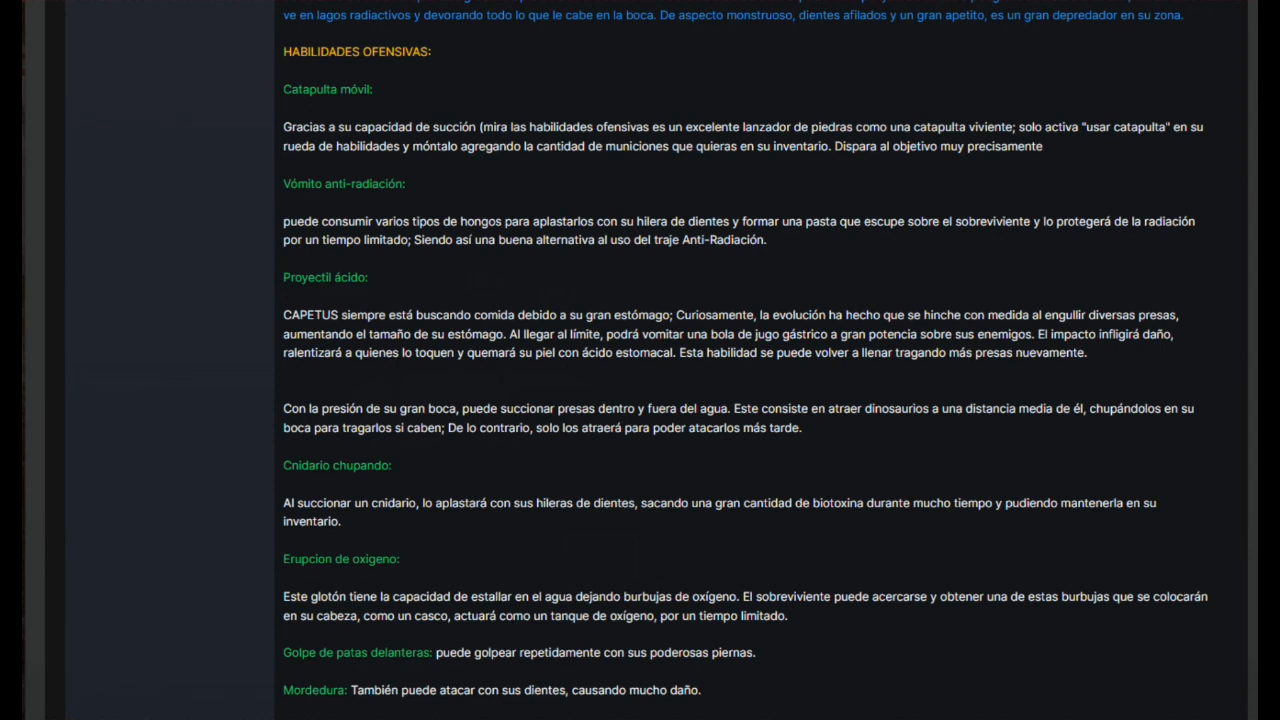 ve en lagos radiactivos y devorando todo lo que le cabe en la boca. De aspecto monstruoso, dientes afilados y un gran apetito, es un gran depredador en su zona.
HABILIDADES OFENSIVAS:
Catapulta móvil:
Gracias a su capacidad de succión (mira las habilidades ofensivas es un excelente lanzador de piedras como una catapulta viviente; solo activa "usar catapulta" en su
rueda de habilidades y móntalo agregando la cantidad de municiones que quieras en su inventario. Dispara al objetivo muy precisamente
Vómito anti-radiación:
puede consumir varios tipos de hongos para aplastarlos con su hilera de dientes y formar una pasta que escupe sobre el sobreviviente y lo protegerá de la radiación
por un tiempo limitado; Siendo así una buena alternativa al uso del traje Anti-Radiación.
Proyectil ácido:
CAPETUS siempre está buscando comida debido a su gran estómago; Curiosamente, la evolución ha hecho que se hinche con medida al engullir diversas presas,
aumentando el tamaño de su estómago. Al llegar al límite, podrá vomitar una bola de jugo gástrico a gran potencia sobre sus enemigos. El impacto infligirá daño,
ralentizará a quienes lo toquen y quemará su piel con ácido estomacal. Esta habilidad se puede volver a llenar tragando más presas nuevamente.
Con la presión de su gran boca, puede succionar presas dentro y fuera del agua. Este consiste en atraer dinosaurios a una distancia media de él, chupándolos en su
boca para tragarlos si caben; De lo contrario, solo los atraerá para poder atacarlos más tarde.
Cnidario chupando:
Al succionar un cnidario, lo aplastará con sus hileras de dientes, sacando una gran cantidad de biotoxina durante mucho tiempo y pudiendo mantenerla en su
inventario.
Erupcion de oxigeno:
Este glotón tiene la capacidad de estallar en el agua dejando burbujas de oxígeno. El sobreviviente puede acercarse y obtener una de estas burbujas que se colocarán
en su cabeza, como un casco, actuará como un tanque de oxígeno, por un tiempo limitado.
Golpe de patas delanteras: puede golpear repetidamente con sus poderosas piernas.
Mordedura: También puede atacar con sus dientes, causando mucho daño.